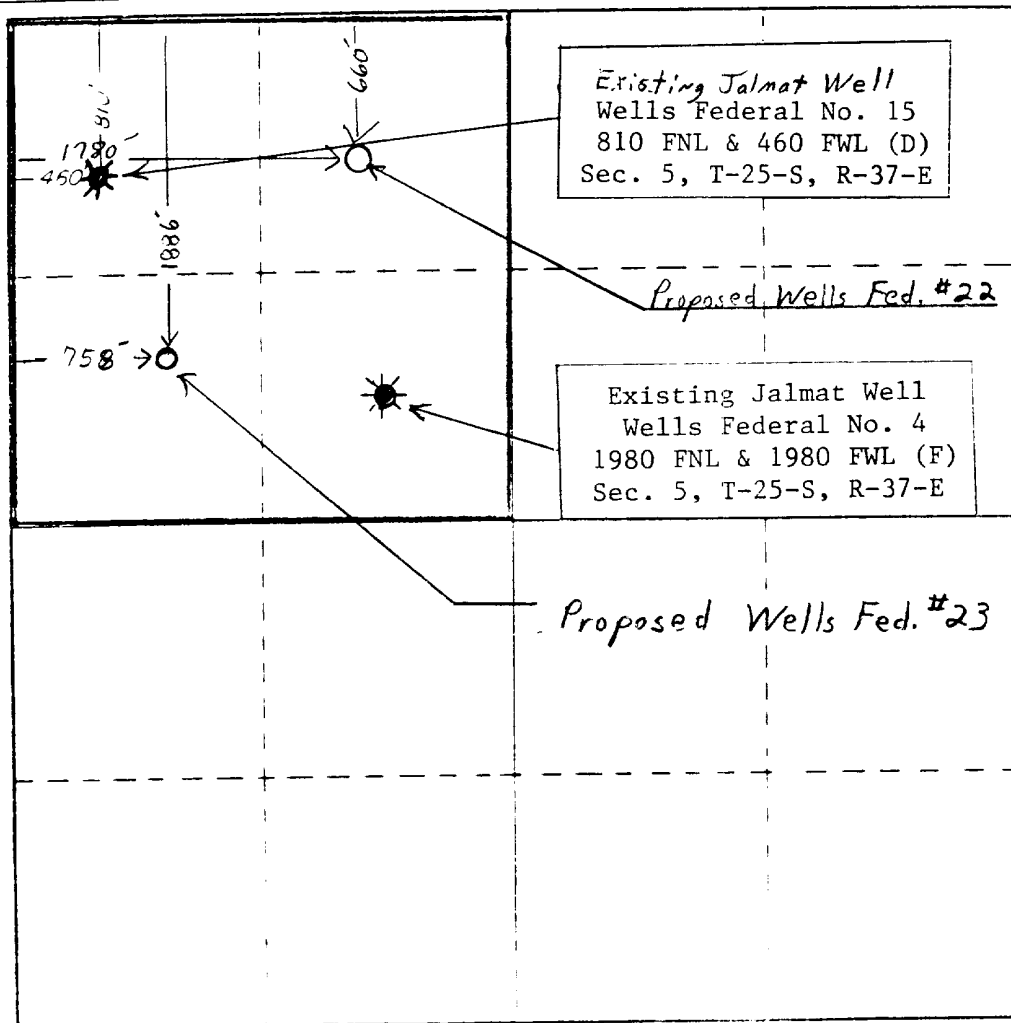 810'
660'
1780'
460'
Existing Jalmat Well
Wells Federal No. 15
810 FNL & 460 FWL (D)
Sec. 5, T-25-S, R-37-E
1886'
Proposed Wells Fed. #22
758'
Existing Jalmat Well
Wells Federal No. 4
1980 FNL & 1980 FWL (F)
Sec. 5, T-25-S, R-37-E
Proposed Wells Fed. #23